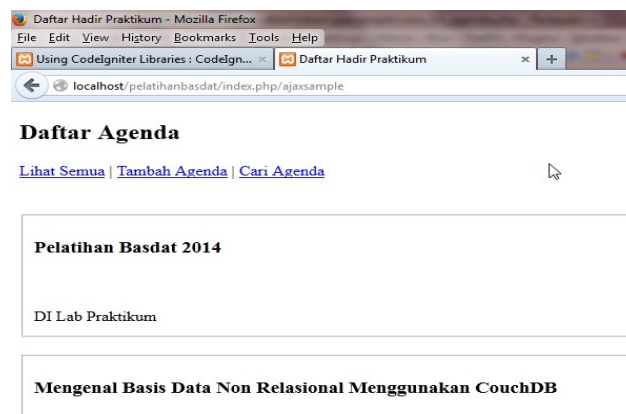 Daftar Hadir Praktikum - Mozilla Firefox
File Edit View History Bookmarks Tools Help
Using CodeIgniter Libraries : CodeIgn... × Daftar Hadir Praktikum × +
localhost/pelatihanbasdat/index.php/ajaxsample
Daftar Agenda
Lihat Semua | Tambah Agenda | Cari Agenda
Pelatihan Basdat 2014
DI Lab Praktikum
Mengenal Basis Data Non Relasional Menggunakan CouchDB